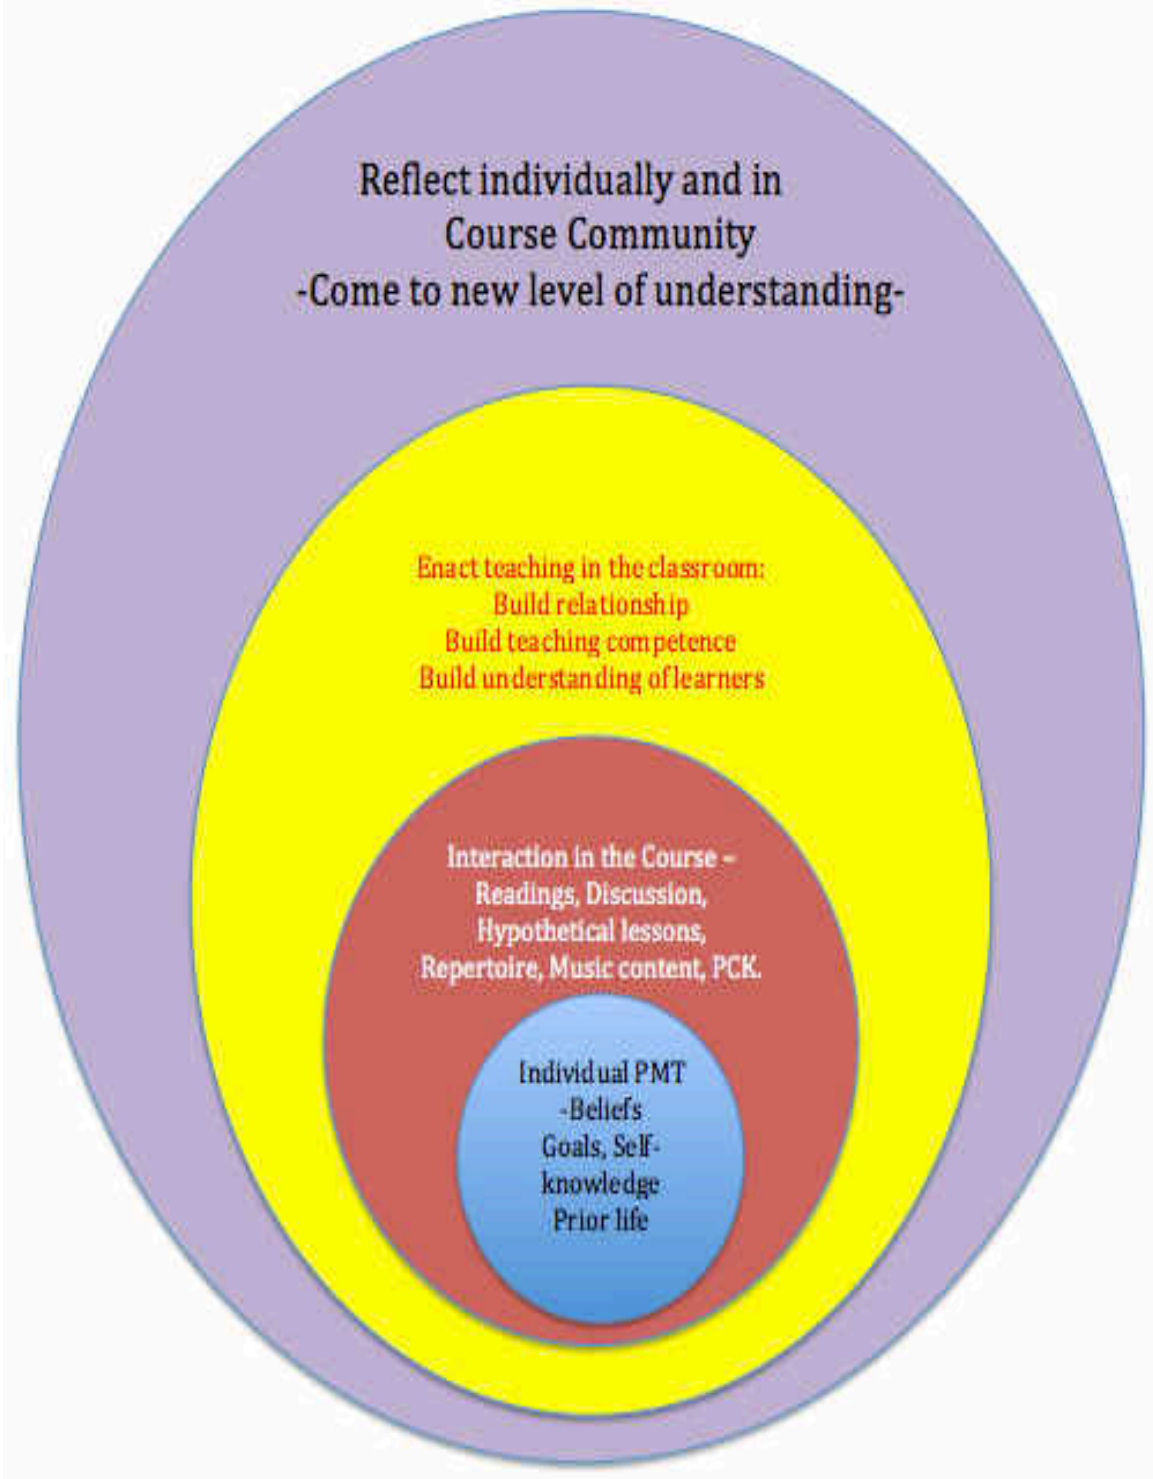 Reflect individually and in
Course Community
-Come to new level of understanding-
Enact teaching in the classroom:
Build relationship
Build teaching competence
Build understanding of learners
Interaction in the Course –
Readings, Discussion,
Hypothetical lessons,
Repertoire, Music content, PCK.
Individual PMT
-Beliefs
Goals, Self-
knowledge
Prior life